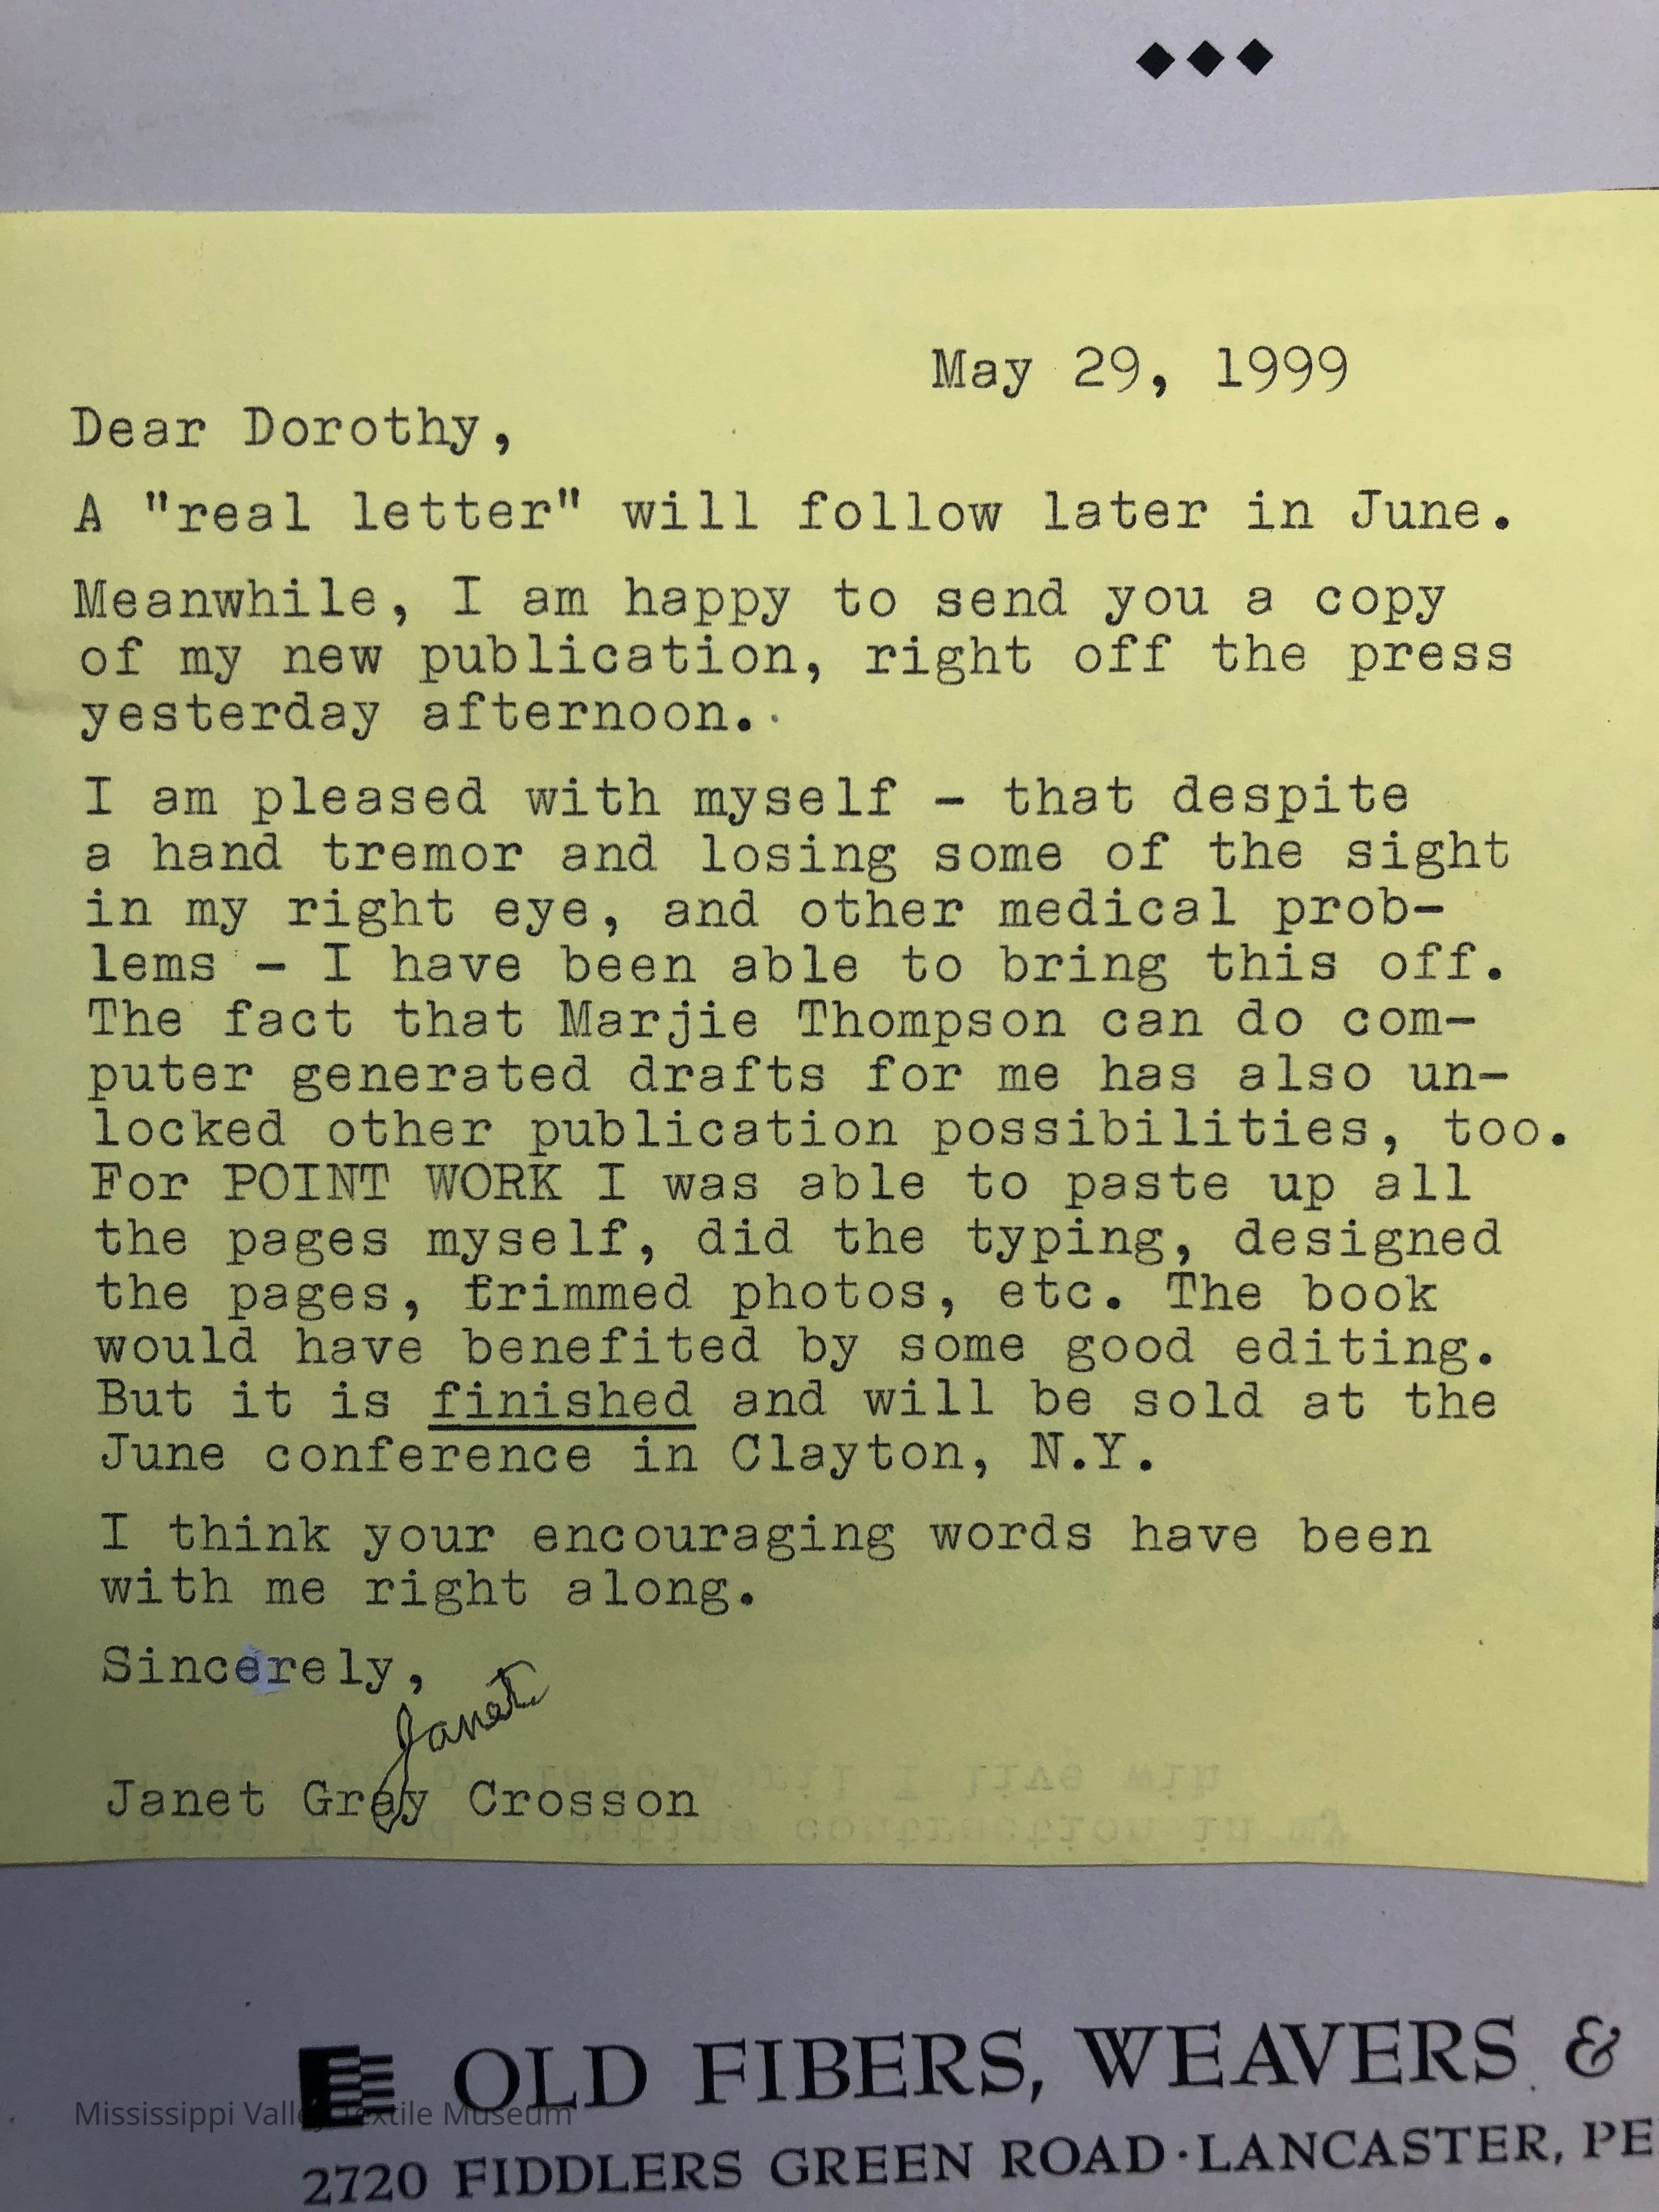 May 29, 1999
Dear Dorothy,
A "real letter" will follow later in June.
Meanwhile, I am happy to send you a copy
of my new publication, right off the press
yesterday afternoon.
I am pleased with myself - that despite
a hand tremor and losing some of the sight
in my right eye, and other medical prob-
lems - I have been able to bring this off.
The fact that Marjie Thompson can do com-
puter generated drafts for me has also un-
locked other publication possibilities, too.
For POINT WORK I was able to paste up all
the pages myself, did the typing, designed
the pages, trimmed photos, etc. The book
would have benefited by some good editing.
But it is finished and will be sold at the
June conference in Clayton, N.Y.
I think your encouraging words have been
with me right along.
Sincerely,
Janet
Janet Gray Crosson
OLD FIBERS, WEAVERS &
Mississippi Valley Textile Museum
2720 FIDDLERS GREEN ROAD·LANCASTER, PE